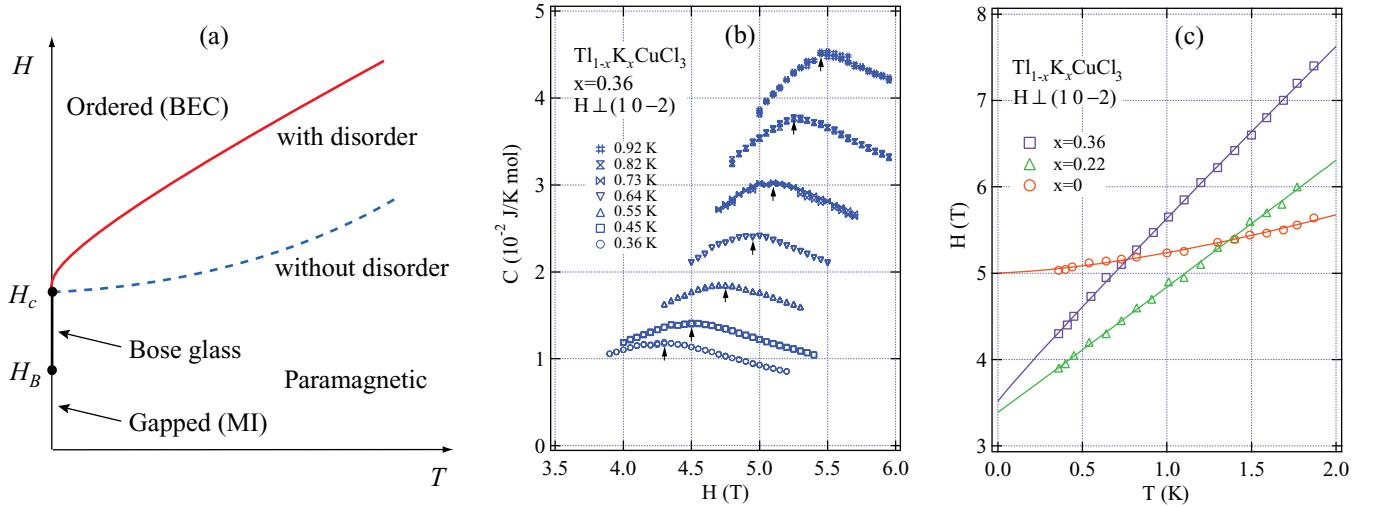 (a)
H
Ordered (BEC)
with disorder
without disorder
H_c
Bose glass
H_B
Paramagnetic
Gapped (MI)
T
(b)
Tl_{1-x}K_xCuCl_3
x=0.36
H⊥(1 0 −2)
0.92 K
0.82 K
0.73 K
0.64 K
0.55 K
0.45 K
0.36 K
C (10^{-2} J/K mol)
5
4
3
2
1
0
3.5 4.0 4.5 5.0 5.5 6.0
H (T)
(c)
Tl_{1-x}K_xCuCl_3
H⊥(1 0 −2)
x=0.36
x=0.22
x=0
H (T)
8
7
6
5
4
3
0.0 0.5 1.0 1.5 2.0
T (K)